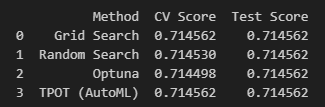 Method CV Score Test Score
0 Grid Search 0.714562 0.714562
1 Random Search 0.714530 0.714562
2 Optuna 0.714498 0.714562
3 TPOT (AutoML) 0.714562 0.714562